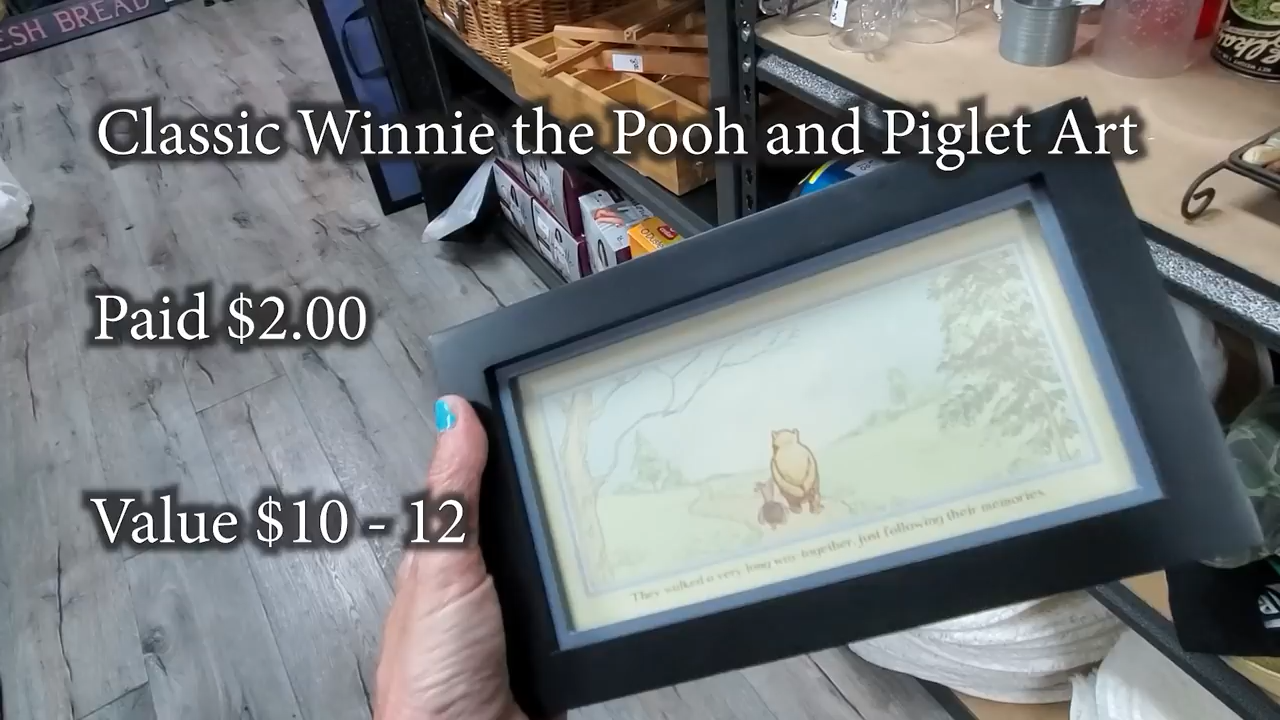 ESH BREAD
Classic Winnie the Pooh and Piglet Art
Paid $2.00
Value $10 - 12
They walked a very long way together, just following their memories.